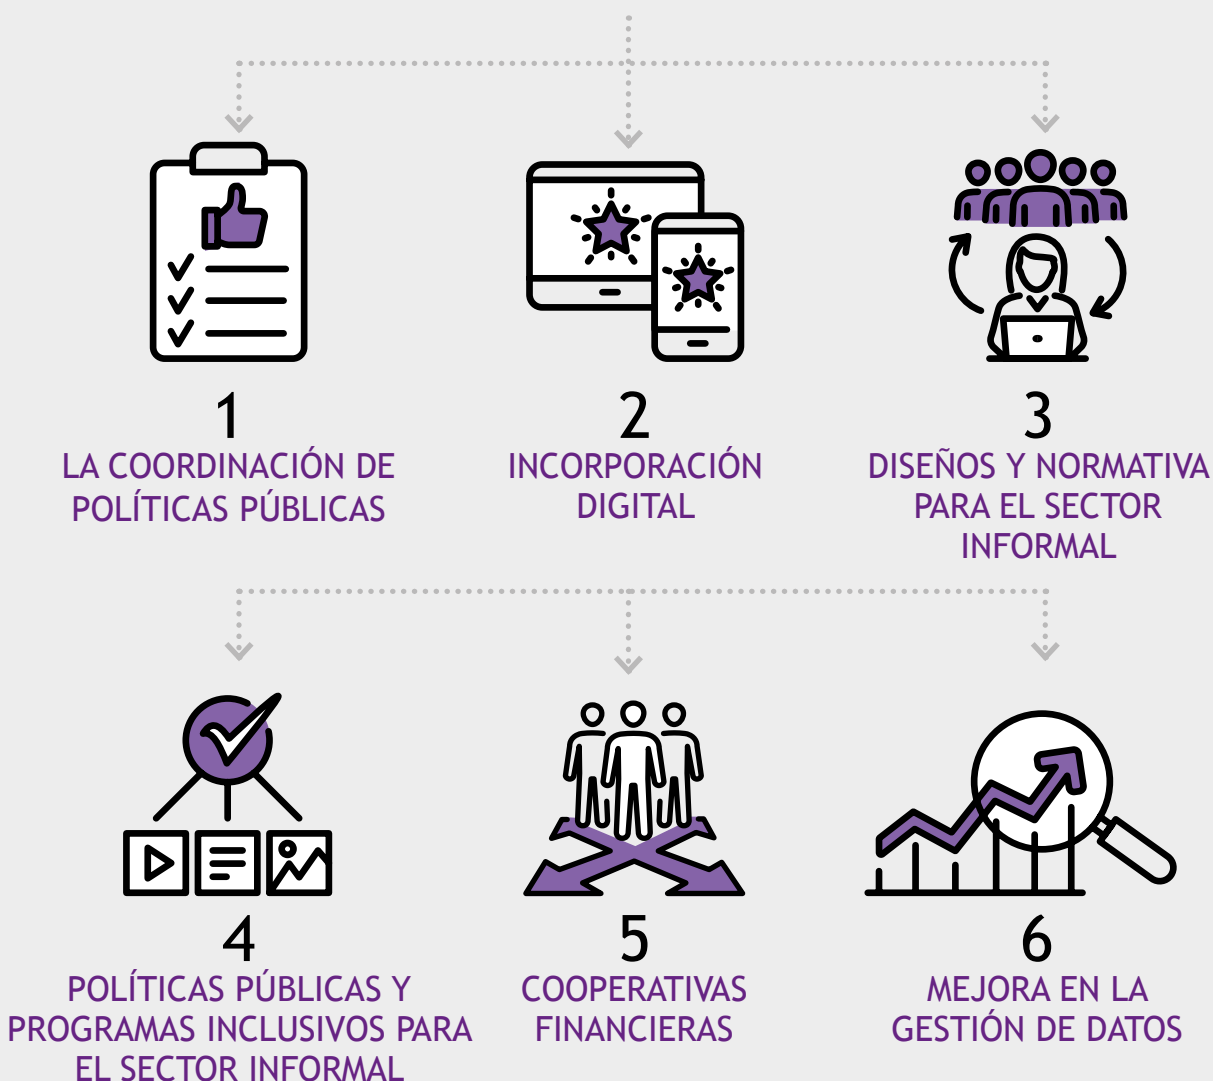 1
LA COORDINACIÓN DE
POLÍTICAS PÚBLICAS
2
INCORPORACIÓN
DIGITAL
3
DISEÑOS Y NORMATIVA
PARA EL SECTOR
INFORMAL
4
POLÍTICAS PÚBLICAS Y
PROGRAMAS INCLUSIVOS PARA
EL SECTOR INFORMAL
5
COOPERATIVAS
FINANCIERAS
6
MEJORA EN LA
GESTIÓN DE DATOS